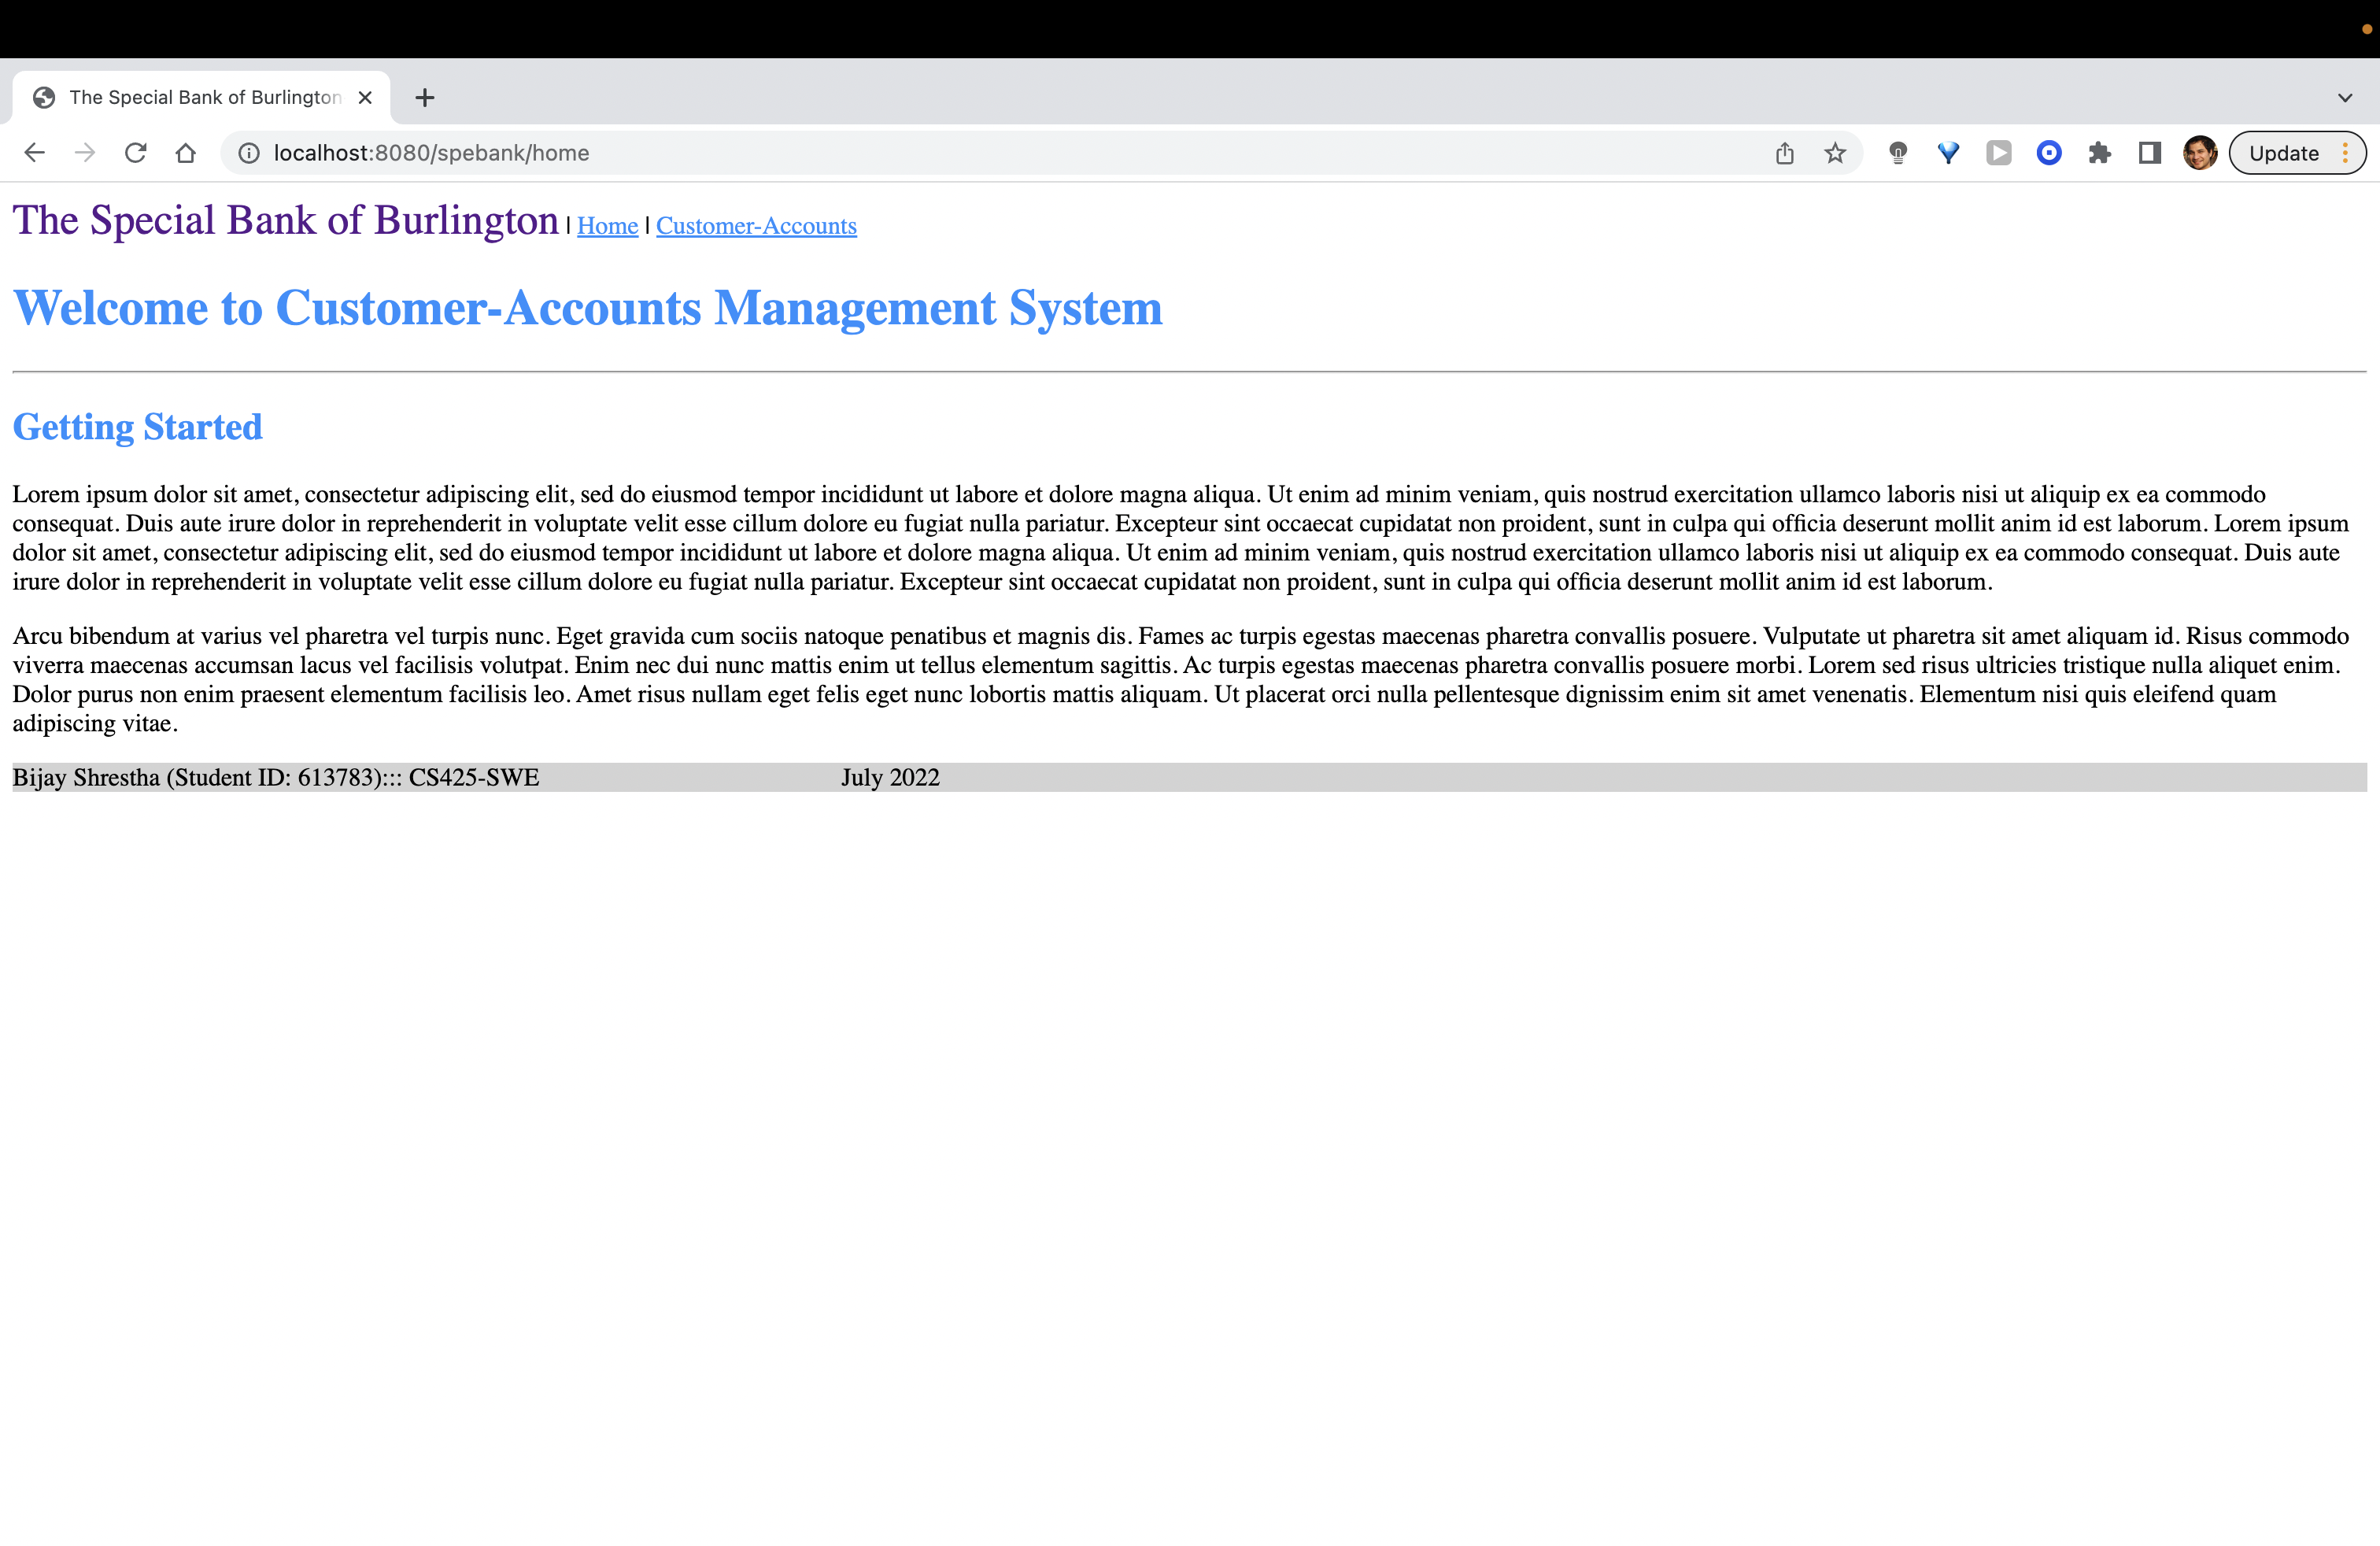 The Special Bank of Burlington
localhost:8080/spebank/home
Update
The Special Bank of Burlington | Home | Customer-Accounts
Welcome to Customer-Accounts Management System
Getting Started
Lorem ipsum dolor sit amet, consectetur adipiscing elit, sed do eiusmod tempor incididunt ut labore et dolore magna aliqua. Ut enim ad minim veniam, quis nostrud exercitation ullamco laboris nisi ut aliquip ex ea commodo
consequat. Duis aute irure dolor in reprehenderit in voluptate velit esse cillum dolore eu fugiat nulla pariatur. Excepteur sint occaecat cupidatat non proident, sunt in culpa qui officia deserunt mollit anim id est laborum. Lorem ipsum
dolor sit amet, consectetur adipiscing elit, sed do eiusmod tempor incididunt ut labore et dolore magna aliqua. Ut enim ad minim veniam, quis nostrud exercitation ullamco laboris nisi ut aliquip ex ea commodo consequat. Duis aute
irure dolor in reprehenderit in voluptate velit esse cillum dolore eu fugiat nulla pariatur. Excepteur sint occaecat cupidatat non proident, sunt in culpa qui officia deserunt mollit anim id est laborum.
Arcu bibendum at varius vel pharetra vel turpis nunc. Eget gravida cum sociis natoque penatibus et magnis dis. Fames ac turpis egestas maecenas pharetra convallis posuere. Vulputate ut pharetra sit amet aliquam id. Risus commodo
viverra maecenas accumsan lacus vel facilisis volutpat. Enim nec dui nunc mattis enim ut tellus elementum sagittis. Ac turpis egestas maecenas pharetra convallis posuere morbi. Lorem sed risus ultricies tristique nulla aliquet enim.
Dolor purus non enim praesent elementum facilisis leo. Amet risus nullam eget felis eget nunc lobortis mattis aliquam. Ut placerat orci nulla pellentesque dignissim enim sit amet venenatis. Elementum nisi quis eleifend quam
adipiscing vitae.
Bijay Shrestha (Student ID: 613783)::: CS425-SWE July 2022